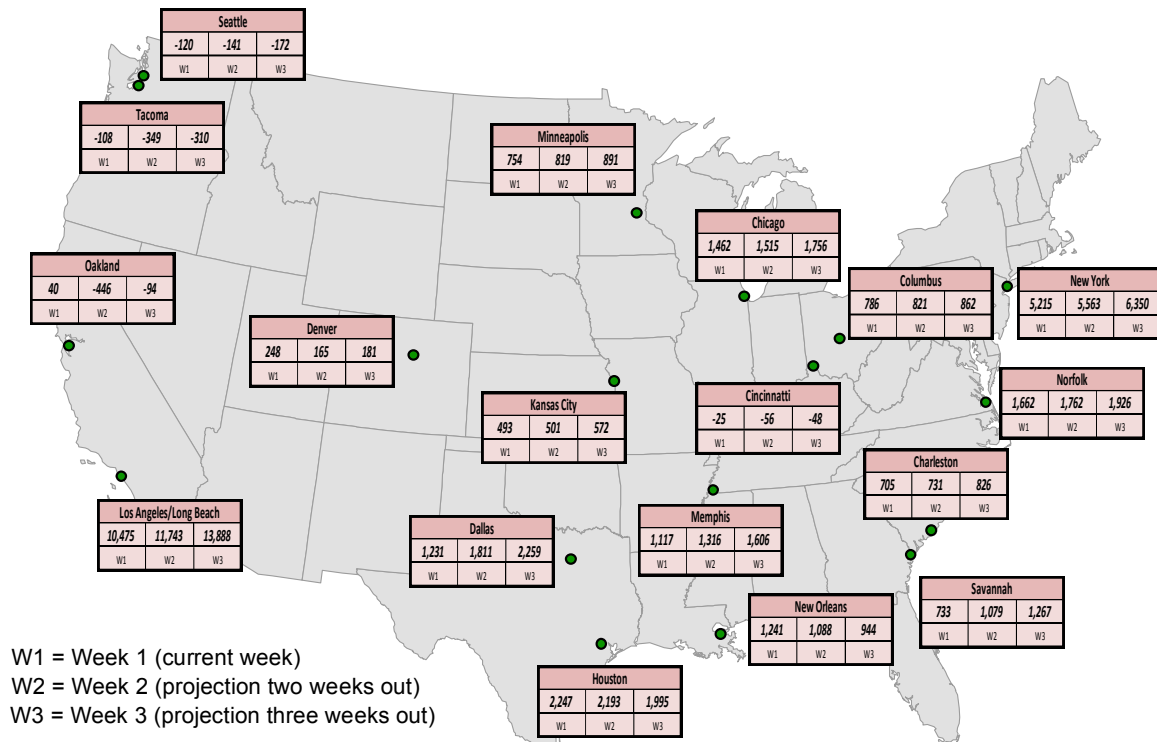 Seattle
-120 -141 -172
W1 W2 W3
Tacoma
-108 -349 -310
W1 W2 W3
Minneapolis
754 819 891
W1 W2 W3
Chicago
1,462 1,515 1,756
W1 W2 W3
Oakland
40 -446 -94
W1 W2 W3
Columbus
786 821 862
W1 W2 W3
New York
5,215 5,563 6,350
W1 W2 W3
Denver
248 165 181
W1 W2 W3
Norfolk
1,662 1,762 1,926
W1 W2 W3
Kansas City
493 501 572
W1 W2 W3
Cincinnatti
-25 -56 -48
W1 W2 W3
Charleston
705 731 826
W1 W2 W3
Los Angeles/Long Beach
10,475 11,743 13,888
W1 W2 W3
Dallas
1,231 1,811 2,259
W1 W2 W3
Memphis
1,117 1,316 1,606
W1 W2 W3
Savannah
733 1,079 1,267
W1 W2 W3
New Orleans
1,241 1,088 944
W1 W2 W3
Houston
2,247 2,193 1,995
W1 W2 W3
W1 = Week 1 (current week)
W2 = Week 2 (projection two weeks out)
W3 = Week 3 (projection three weeks out)